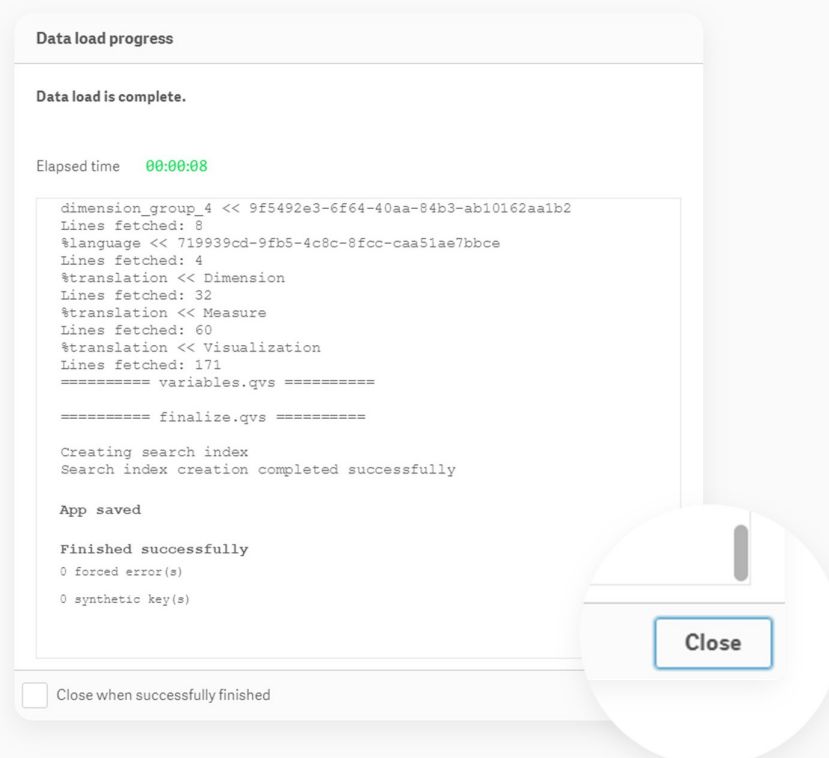 Data load progress
Data load is complete.
Elapsed time 00:00:08
dimension_group_4 << 9f5492e3-6f64-40aa-84b3-ab10162aa1b2
Lines fetched: 8
%language << 719939cd-9fb5-4c8c-8fcc-caa51ae7bbce
Lines fetched: 4
%translation << Dimension
Lines fetched: 32
%translation << Measure
Lines fetched: 60
%translation << Visualization
Lines fetched: 171
========== variables.qvs ==========
========== finalize.qvs ==========
Creating search index
Search index creation completed successfully
App saved
Finished successfully
0 forced error(s)
0 synthetic key(s)
Close
Close when successfully finished